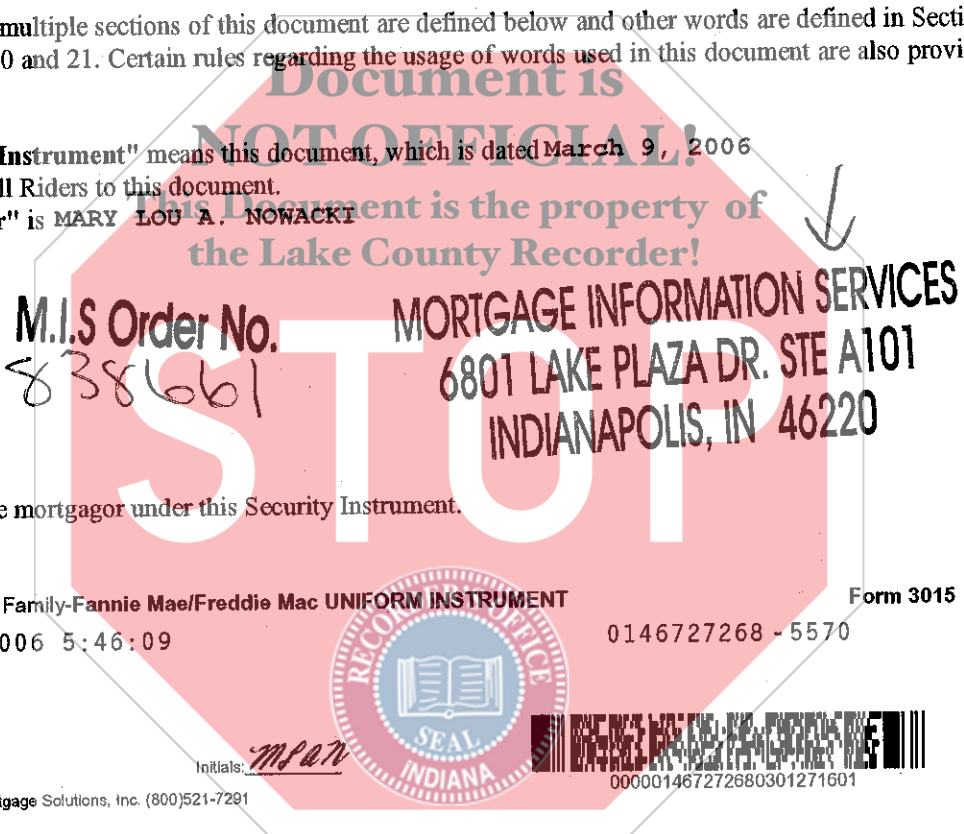 multiple sections of this document are defined below and other words are defined in Secti
0 and 21. Certain rules regarding the usage of words used in this document are also provi
Document is
NOT OFFICIAL!
Instrument" means this document, which is dated March 9, 2006
ll Riders to this document.
This Document is the property of
r" is MARY LOU A. NOWACKI
the Lake County Recorder!
M.I.S Order No.
838661
MORTGAGE INFORMATION SERVICES
6801 LAKE PLAZA DR. STE A101
INDIANAPOLIS, IN 46220
STOP
e mortgagor under this Security Instrument.
Family-Fannie Mae/Freddie Mac UNIFORM INSTRUMENT
Form 3015
006 5:46:09
0146727268 - 5570
RECORDER'S OFFICE
SEAL
INDIANA
Initials: MLAN
000001467272680301271601
tgage Solutions, Inc. (800)521-7291